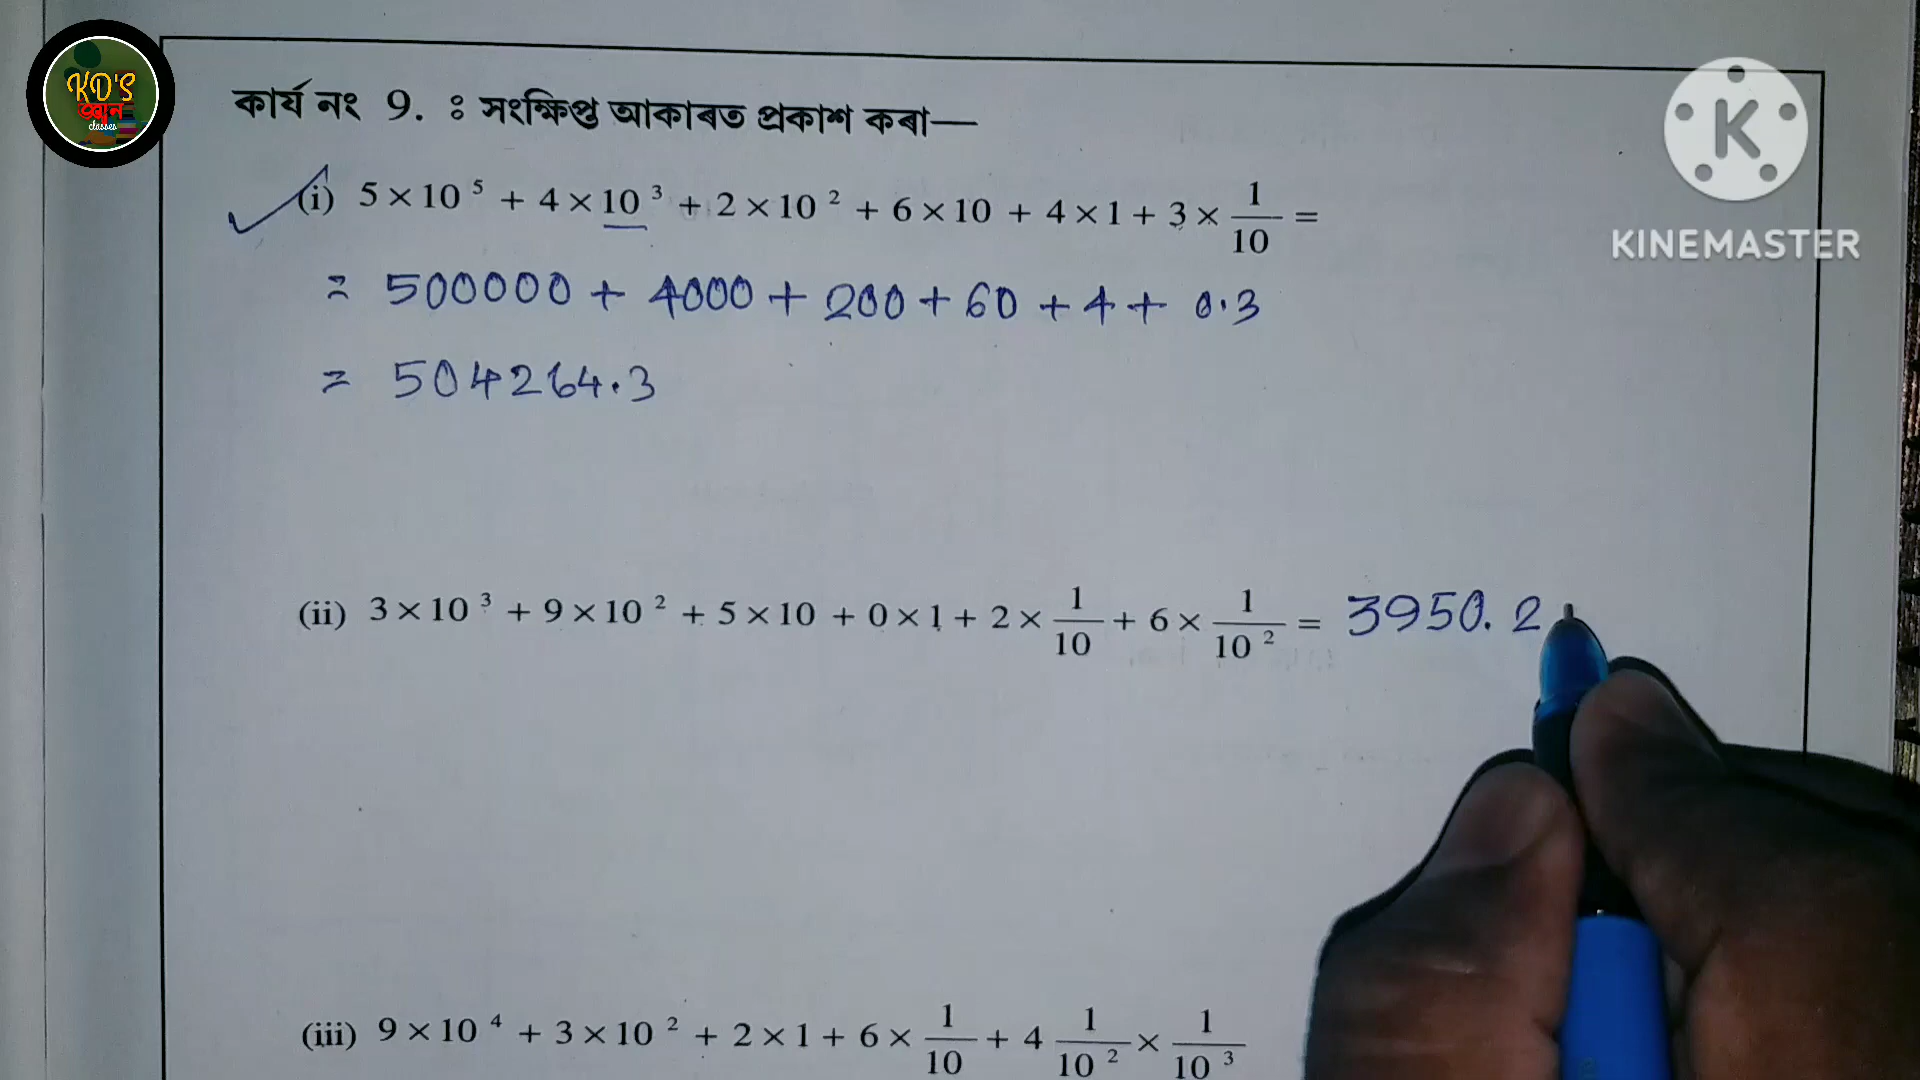 KD'S
জ্ঞান
classes
KINEMASTER
কাৰ্য নং 9. ঃ সংক্ষিপ্ত আকাৰত প্ৰকাশ কৰা—
(i) 5 × 10⁵ + 4 × 10³ + 2 × 10² + 6 × 10 + 4 × 1 + 3 × 1/10 =
= 500000 + 4000 + 200 + 60 + 4 + 0.3
= 504264.3
(ii) 3 × 10³ + 9 × 10² + 5 × 10 + 0 × 1 + 2 × 1/10 + 6 × 1/10² = 3950.2
(iii) 9 × 10⁴ + 3 × 10² + 2 × 1 + 6 × 1/10 + 4 1/10² × 1/10³